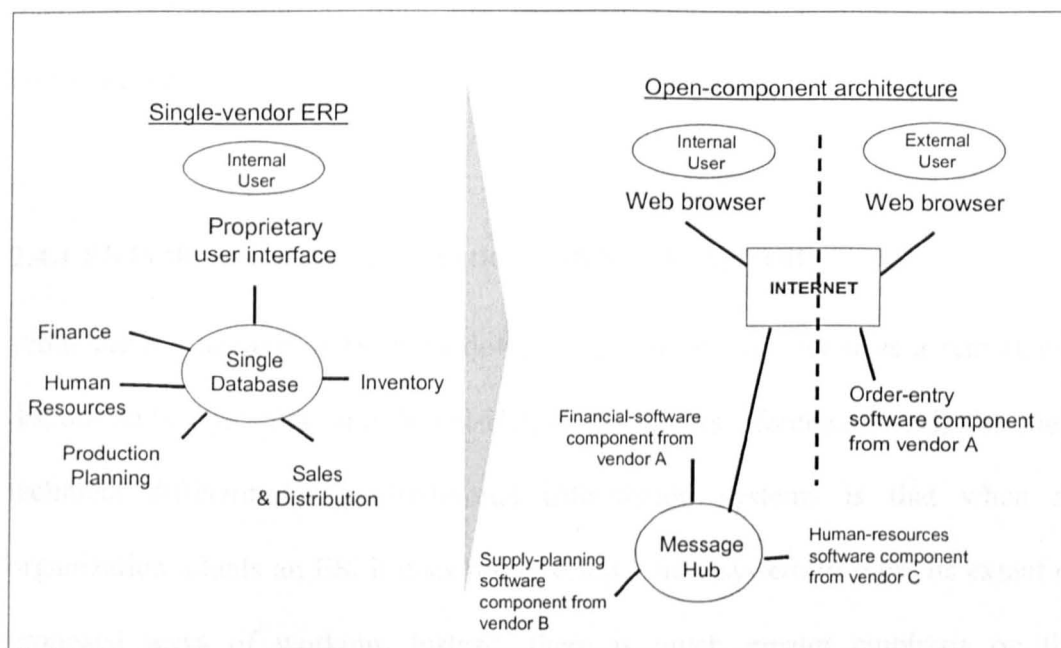 Single-vendor ERP
Internal
User
Proprietary
user interface
Finance
Single
Database
Inventory
Human
Resources
Production
Planning
Sales
& Distribution
Open-component architecture
Internal
User
External
User
Web browser
Web browser
INTERNET
Order-entry
software component
from vendor A
Financial-software
component from
vendor A
Message
Hub
Human-resources
software component
from vendor C
Supply-planning
software
component from
vendor B